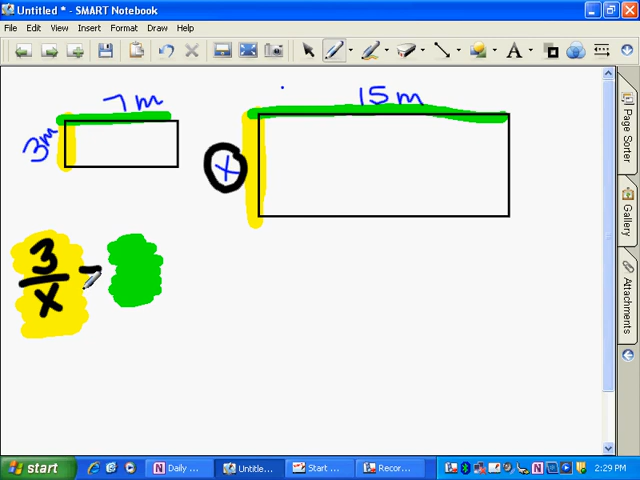 Untitled * - SMART Notebook
File Edit View Insert Format Draw Help
7m
15 m
3m
x
3
x
Page Sorter
Gallery
Attachments
start
Daily ...
Untitle...
Start ...
Recor...
2:29 PM